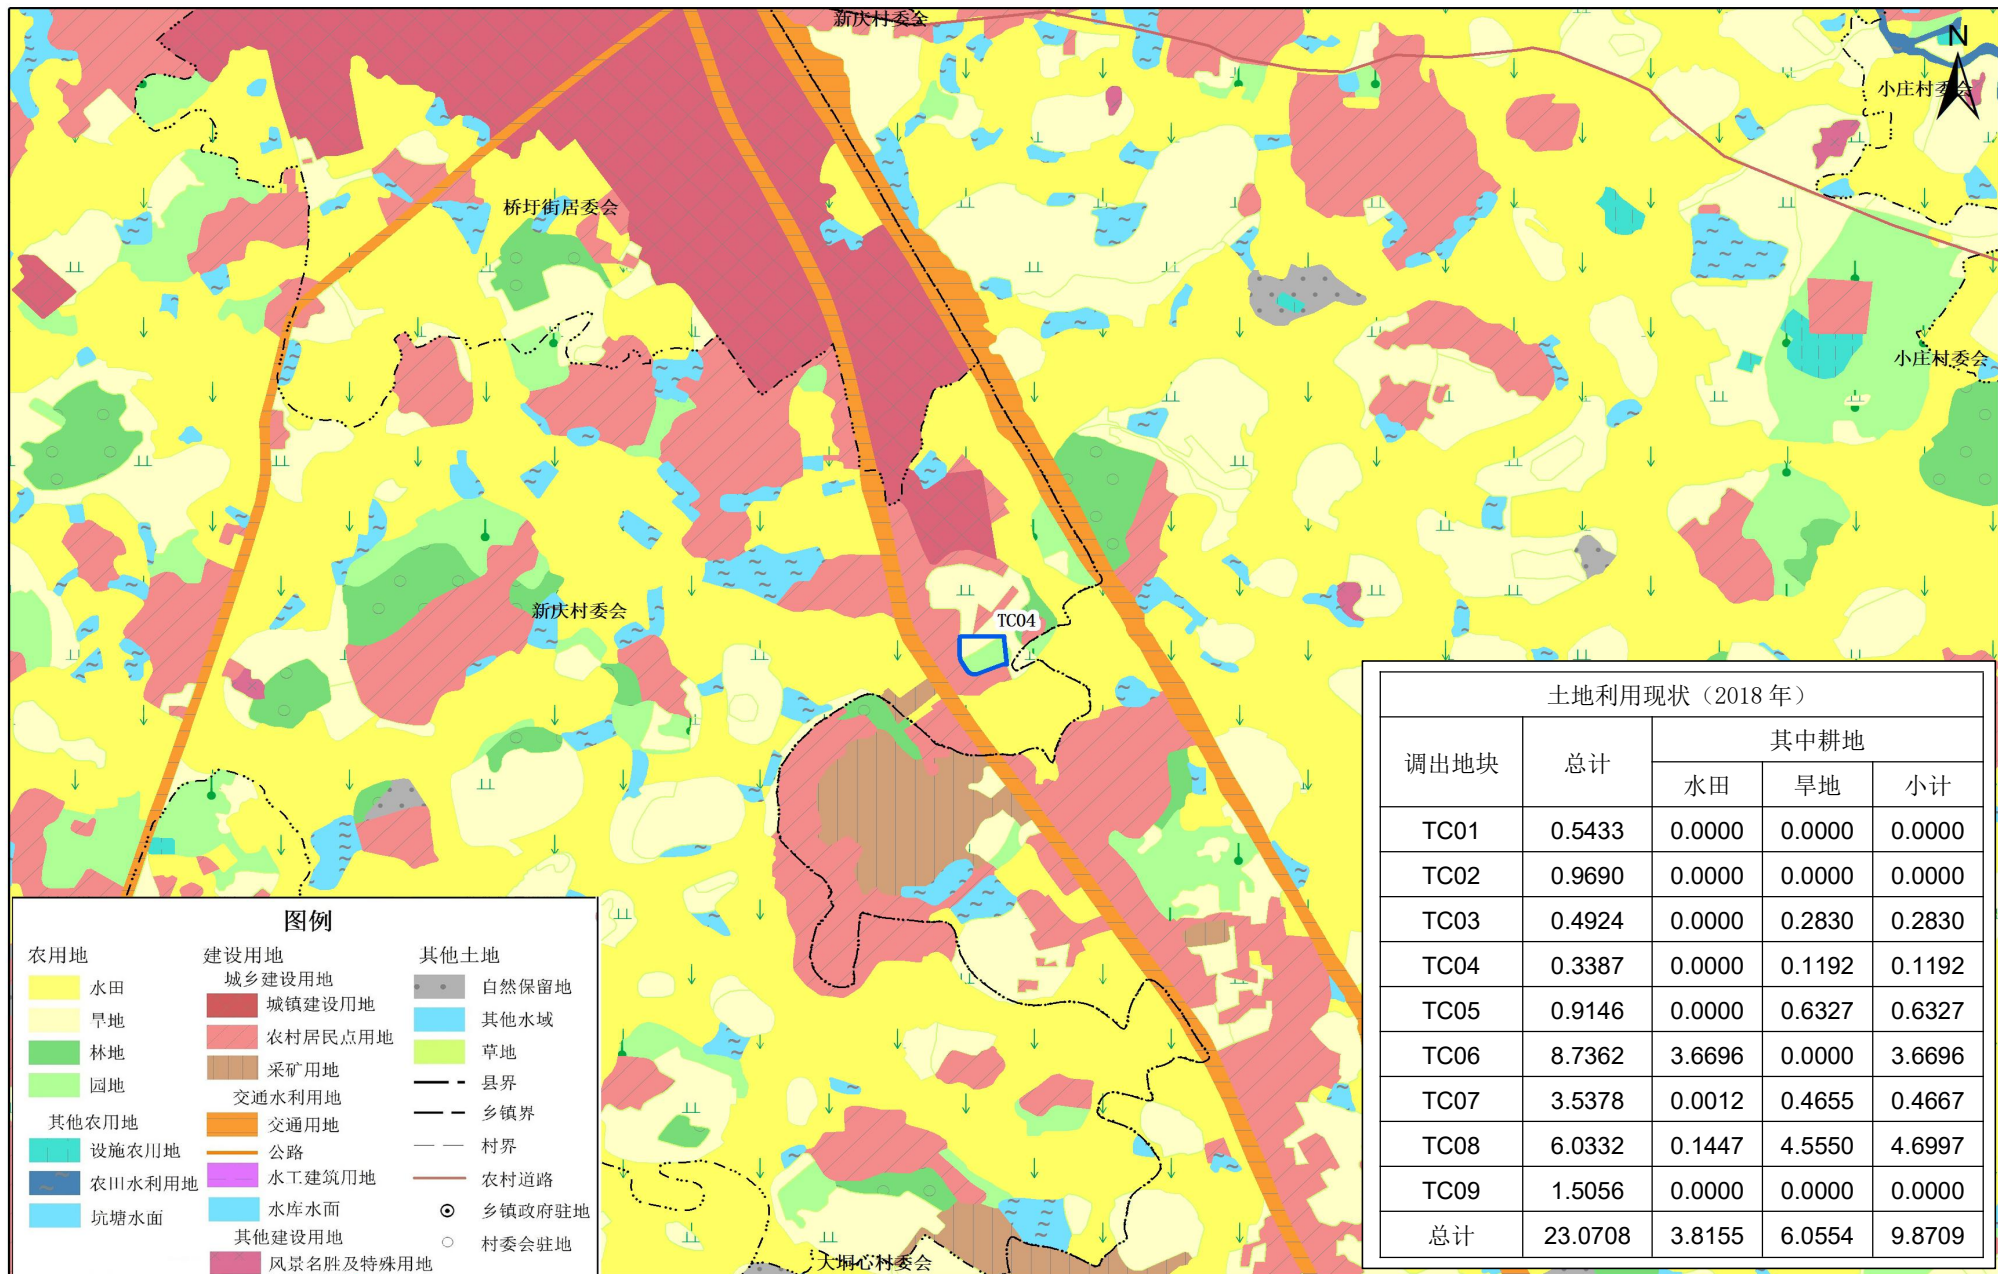 新庆村委会
N
小庄村委会
桥圩街居委会
小庄村委会
新庆村委会
TC04
大垌心村委会
土地利用现状（2018 年）
调出地块 总计 其中耕地
水田 旱地 小计
TC01 0.5433 0.0000 0.0000 0.0000
TC02 0.9690 0.0000 0.0000 0.0000
TC03 0.4924 0.0000 0.2830 0.2830
TC04 0.3387 0.0000 0.1192 0.1192
TC05 0.9146 0.0000 0.6327 0.6327
TC06 8.7362 3.6696 0.0000 3.6696
TC07 3.5378 0.0012 0.4655 0.4667
TC08 6.0332 0.1447 4.5550 4.6997
TC09 1.5056 0.0000 0.0000 0.0000
总计 23.0708 3.8155 6.0554 9.8709
图例
农用地
水田
旱地
林地
园地
其他农用地
设施农用地
农田水利用地
坑塘水面
建设用地
城乡建设用地
城镇建设用地
农村居民点用地
采矿用地
交通水利用地
交通用地
公路
水工建筑用地
水库水面
其他建设用地
风景名胜及特殊用地
其他土地
自然保留地
其他水域
草地
县界
乡镇界
村界
农村道路
乡镇政府驻地
村委会驻地